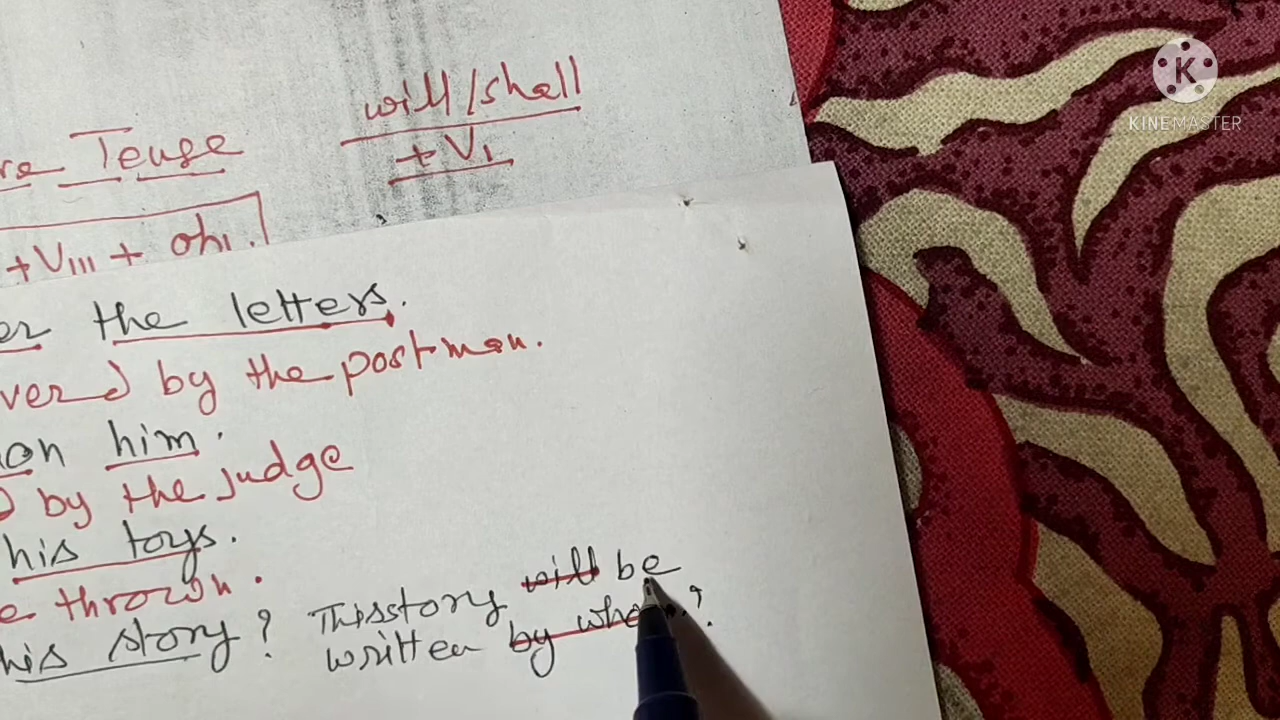 will/shall
Tense
+ V1
+ VIII + obj.
the letters.
by the postman.
him.
by the judge
his toys.
thrown.
story? This story will be
written by whom?
KINEMASTER